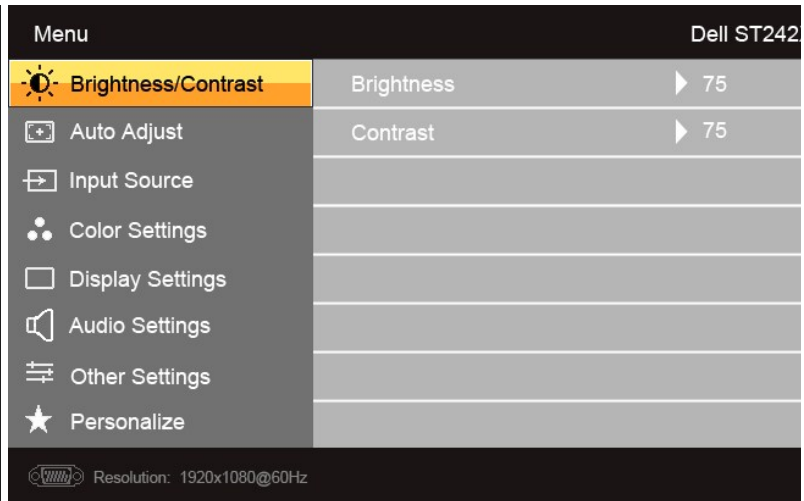 Menu Dell ST242
Brightness/Contrast Brightness 75
Auto Adjust Contrast 75
Input Source
Color Settings
Display Settings
Audio Settings
Other Settings
Personalize
Resolution: 1920x1080@60Hz